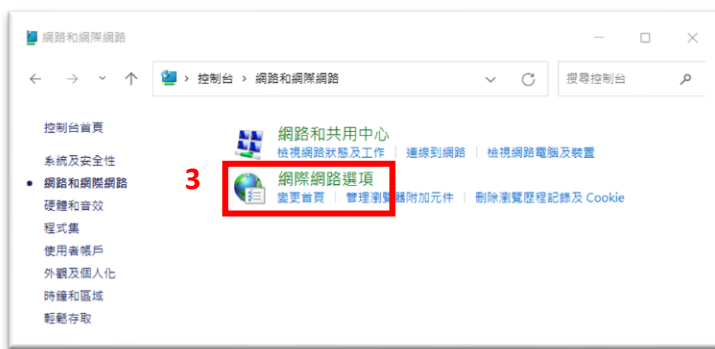 網路和網際網路
控制台 › 網路和網際網路
搜尋控制台
控制台首頁
系統及安全性
網路和網際網路
硬體和音效
程式集
使用者帳戶
外觀及個人化
時鐘和區域
輕鬆存取
網路和共用中心
檢視網路狀態及工作 | 連線到網路 | 檢視網路電腦及裝置
3
網際網路選項
變更首頁 | 管理瀏覽器附加元件 | 刪除瀏覽歷程記錄及 Cookie